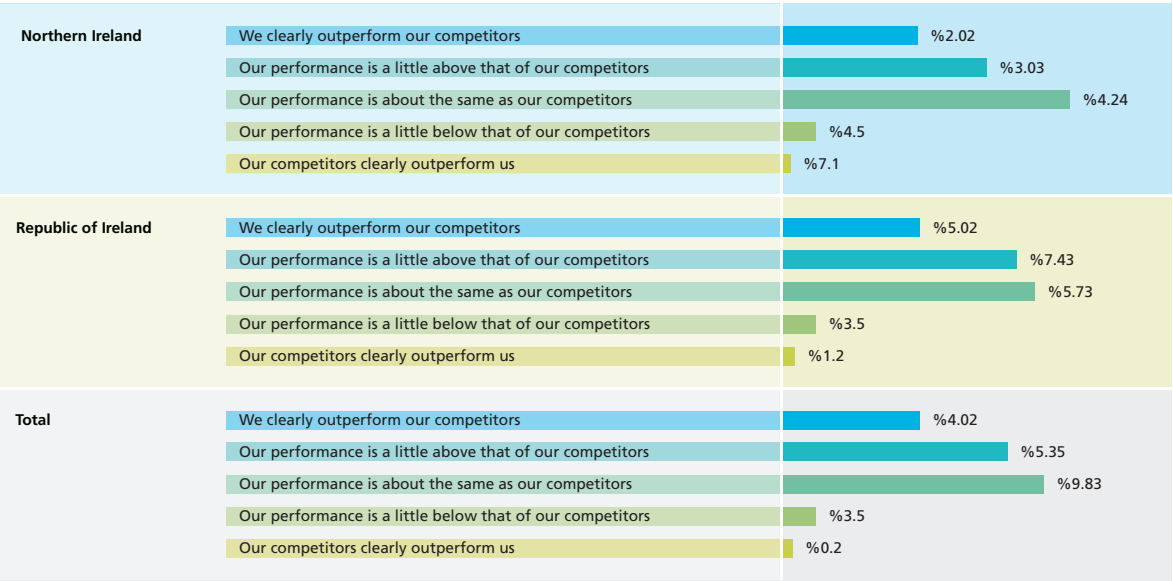 Northern Ireland We clearly outperform our competitors %2.02
Our performance is a little above that of our competitors %3.03
Our performance is about the same as our competitors %4.24
Our performance is a little below that of our competitors %4.5
Our competitors clearly outperform us %7.1
Republic of Ireland We clearly outperform our competitors %5.02
Our performance is a little above that of our competitors %7.43
Our performance is about the same as our competitors %5.73
Our performance is a little below that of our competitors %3.5
Our competitors clearly outperform us %1.2
Total We clearly outperform our competitors %4.02
Our performance is a little above that of our competitors %5.35
Our performance is about the same as our competitors %9.83
Our performance is a little below that of our competitors %3.5
Our competitors clearly outperform us %0.2